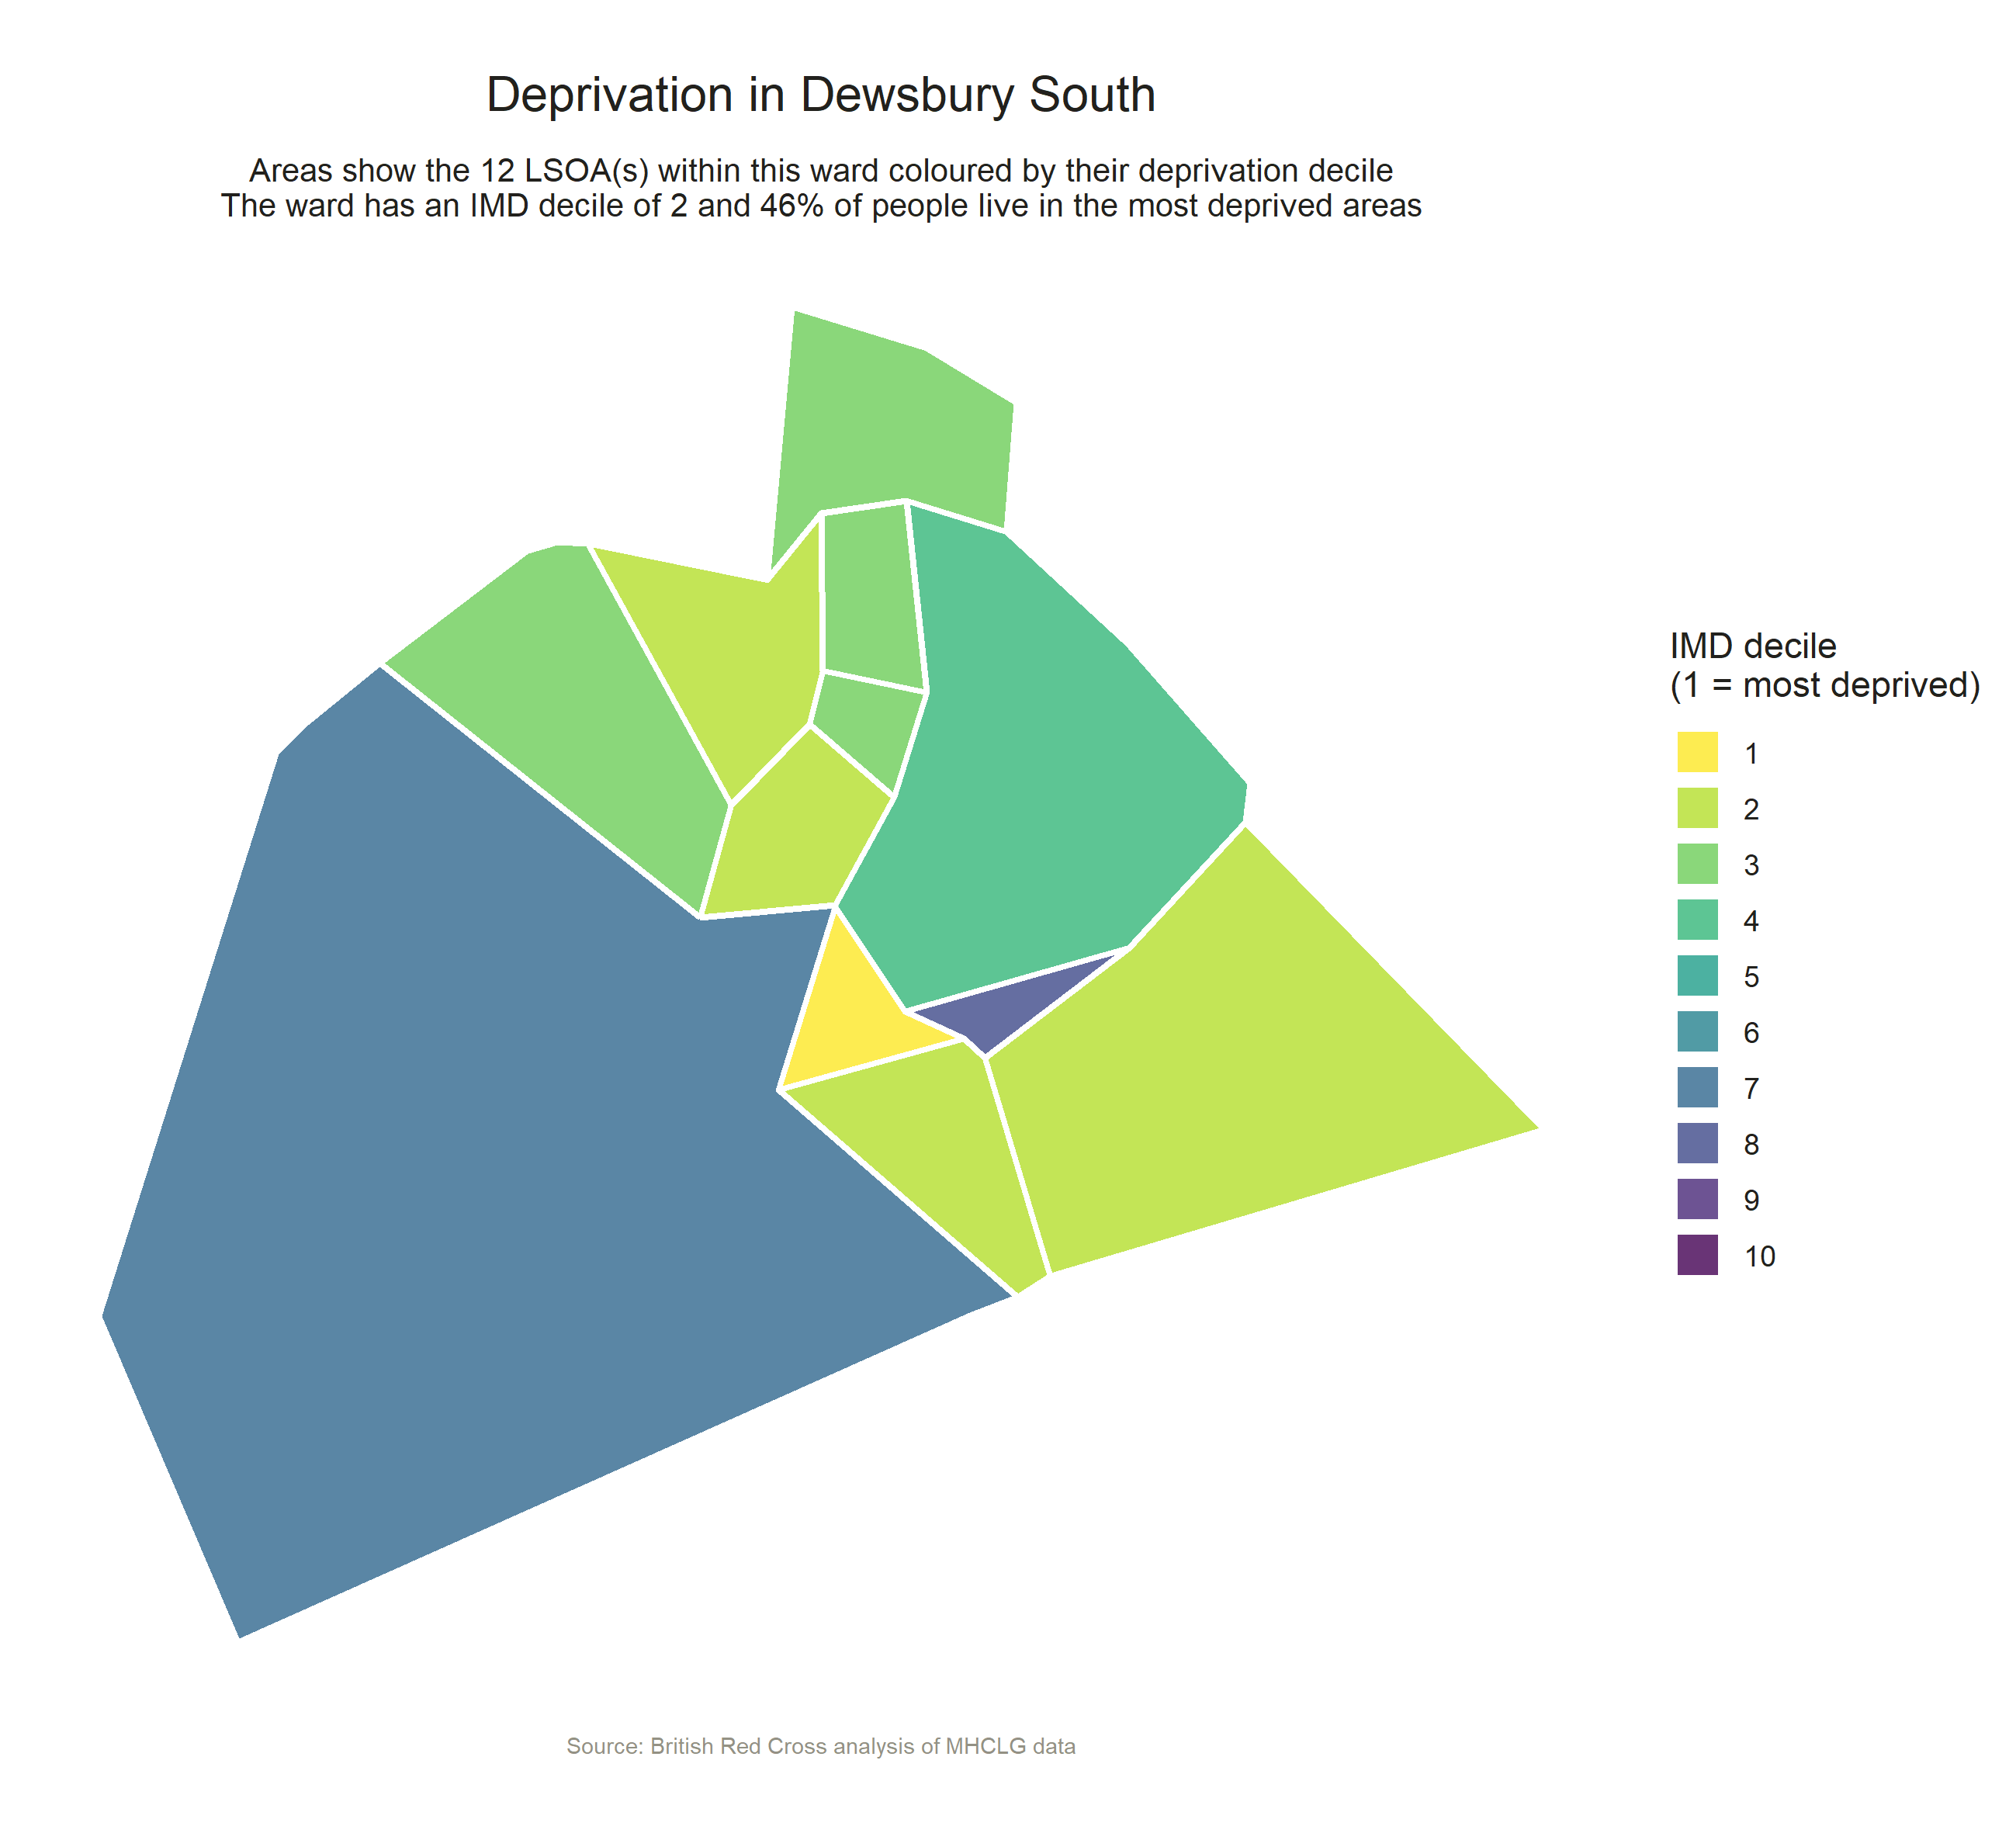 Deprivation in Dewsbury South
Areas show the 12 LSOA(s) within this ward coloured by their deprivation decile
The ward has an IMD decile of 2 and 46% of people live in the most deprived areas
IMD decile
(1 = most deprived)
1
2
3
4
5
6
7
8
9
10
Source: British Red Cross analysis of MHCLG data